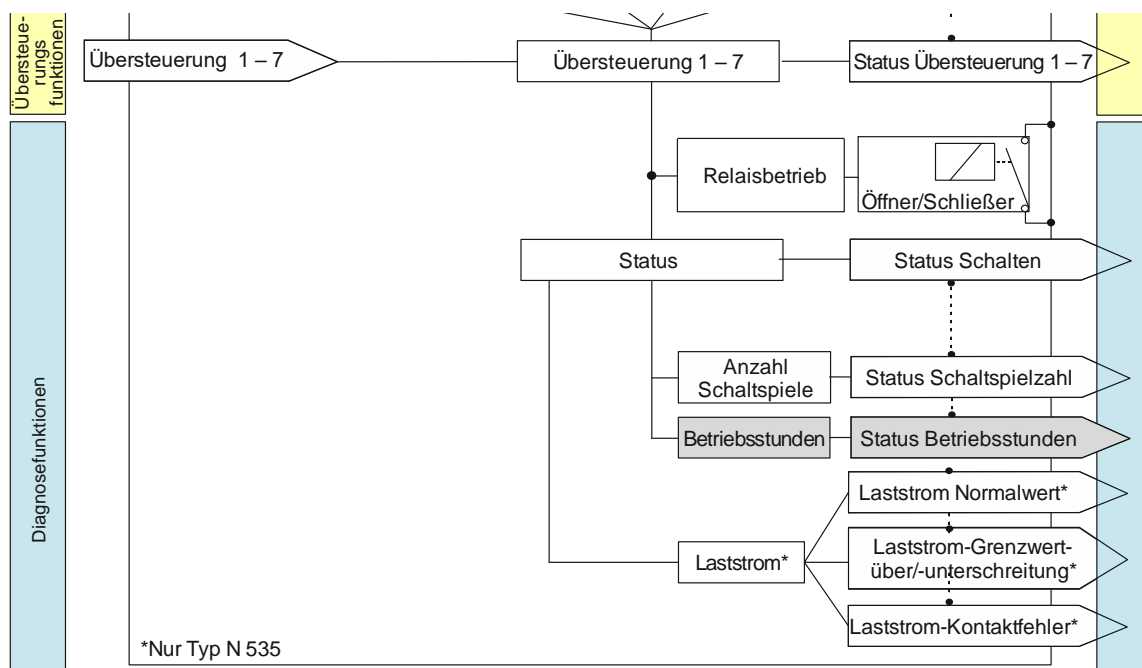 Übersteue-
rungs
funktionen
Übersteuerung 1 – 7
Übersteuerung 1 – 7
Status Übersteuerung 1 – 7
Relaisbetrieb
Öffner/Schließer
Status
Status Schalten
Anzahl
Schaltspiele
Status Schaltspielzahl
Betriebsstunden
Status Betriebsstunden
Diagnosefunktionen
Laststrom Normalwert*
Laststrom*
Laststrom-Grenzwert-
über/-unterschreitung*
Laststrom-Kontaktfehler*
*Nur Typ N 535